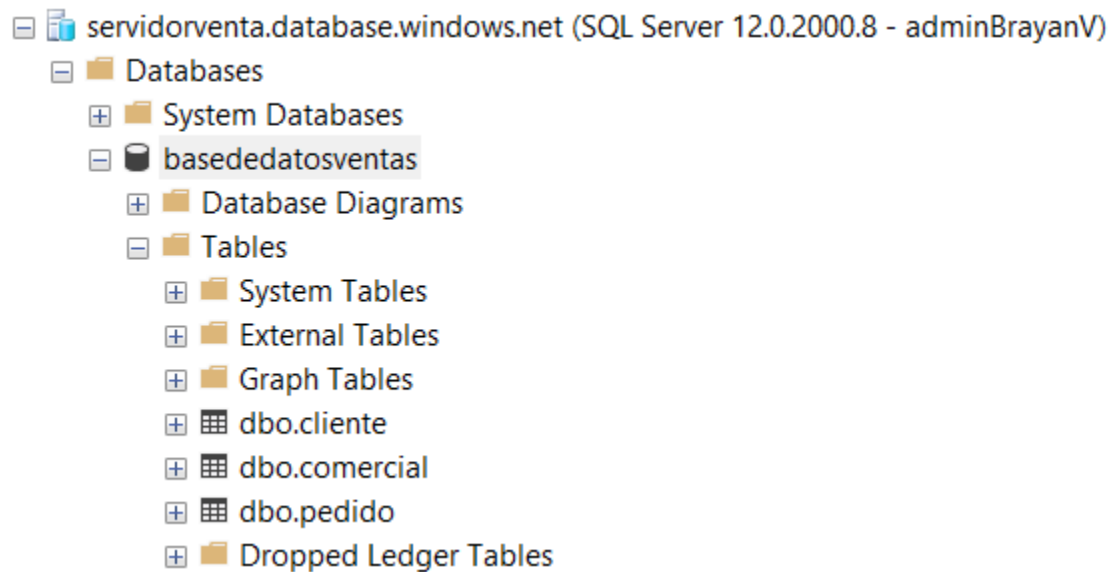 servidorventa.database.windows.net (SQL Server 12.0.2000.8 - adminBrayanV)
Databases
System Databases
basededatosventas
Database Diagrams
Tables
System Tables
External Tables
Graph Tables
dbo.cliente
dbo.comercial
dbo.pedido
Dropped Ledger Tables